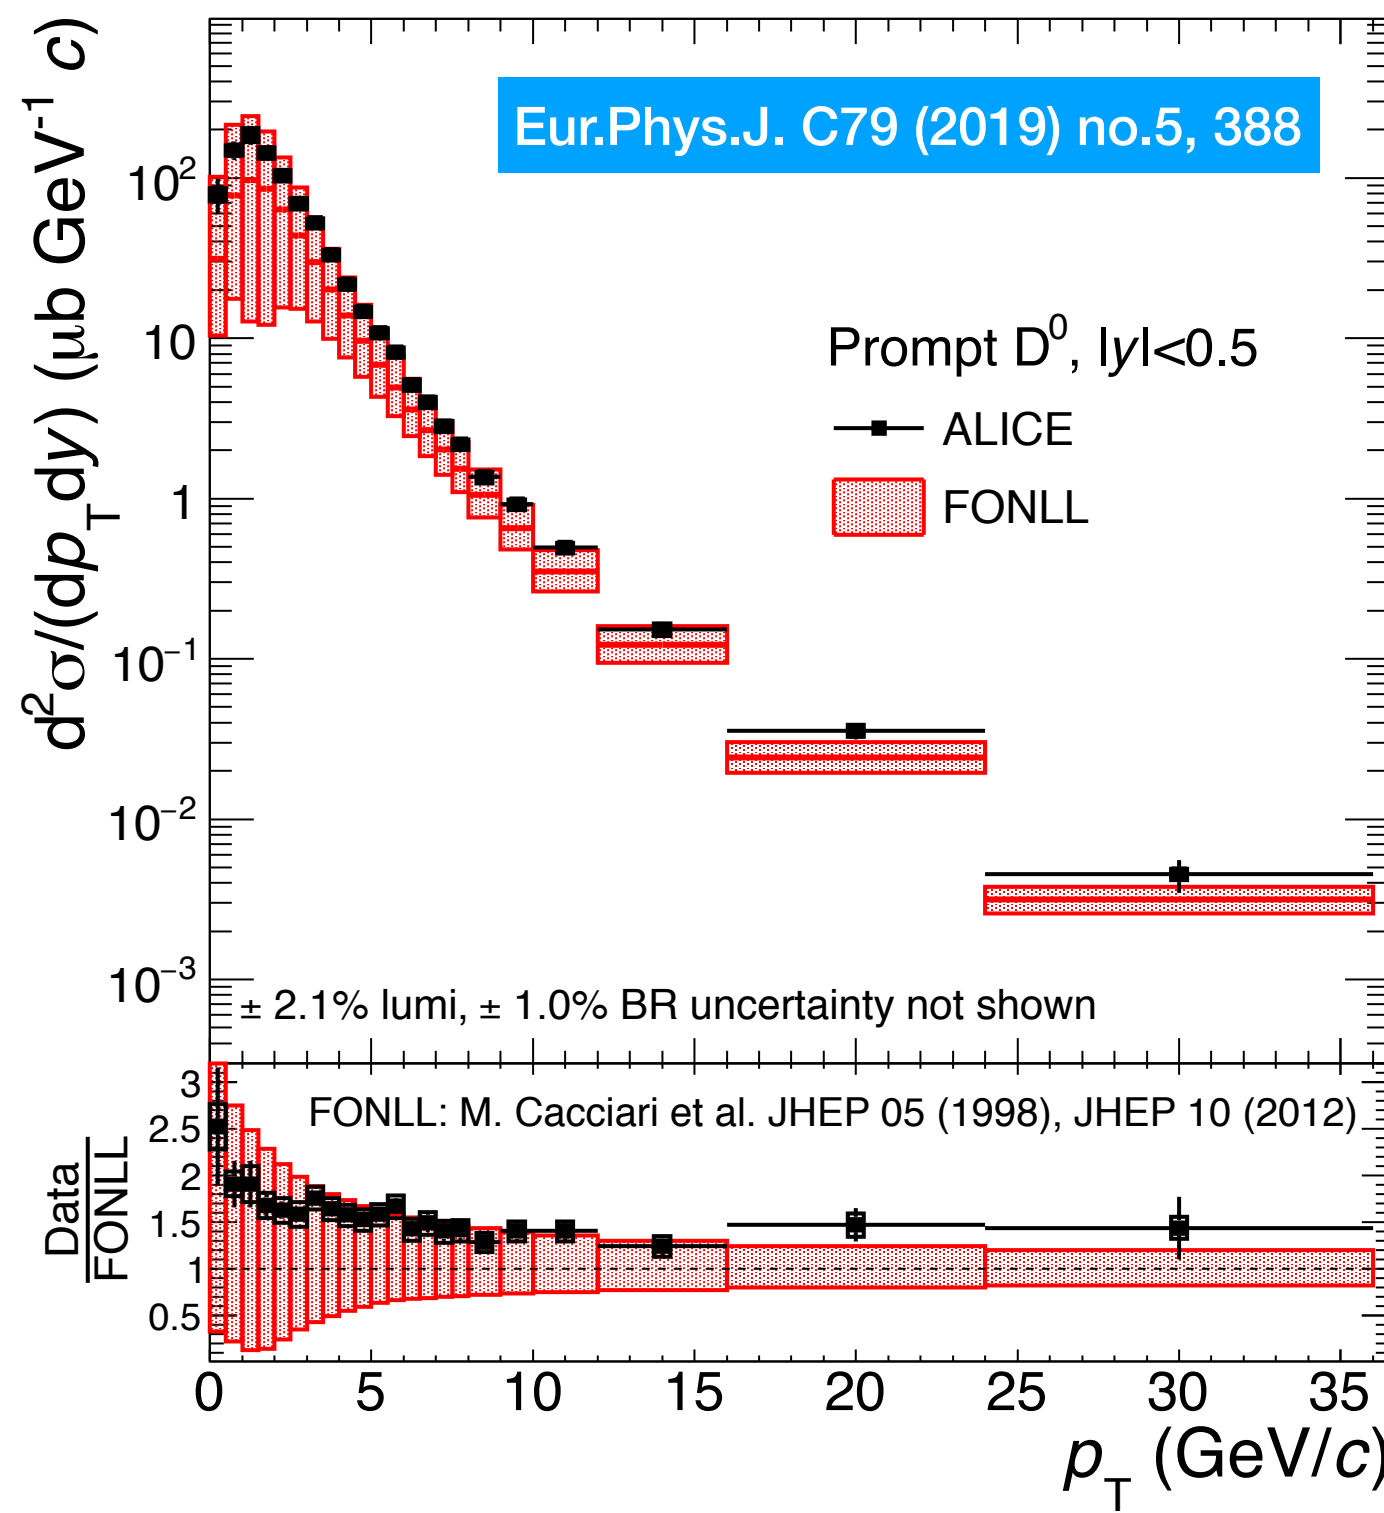 Eur.Phys.J. C79 (2019) no.5, 388
d²σ/(dp_T dy) (μb GeV⁻¹ c)
10²
10
1
10⁻¹
10⁻²
10⁻³
Prompt D⁰, |y|<0.5
ALICE
FONLL
± 2.1% lumi, ± 1.0% BR uncertainty not shown
FONLL: M. Cacciari et al. JHEP 05 (1998), JHEP 10 (2012)
Data
FONLL
3
2.5
2
1.5
1
0.5
0 5 10 15 20 25 30 35
p_T (GeV/c)